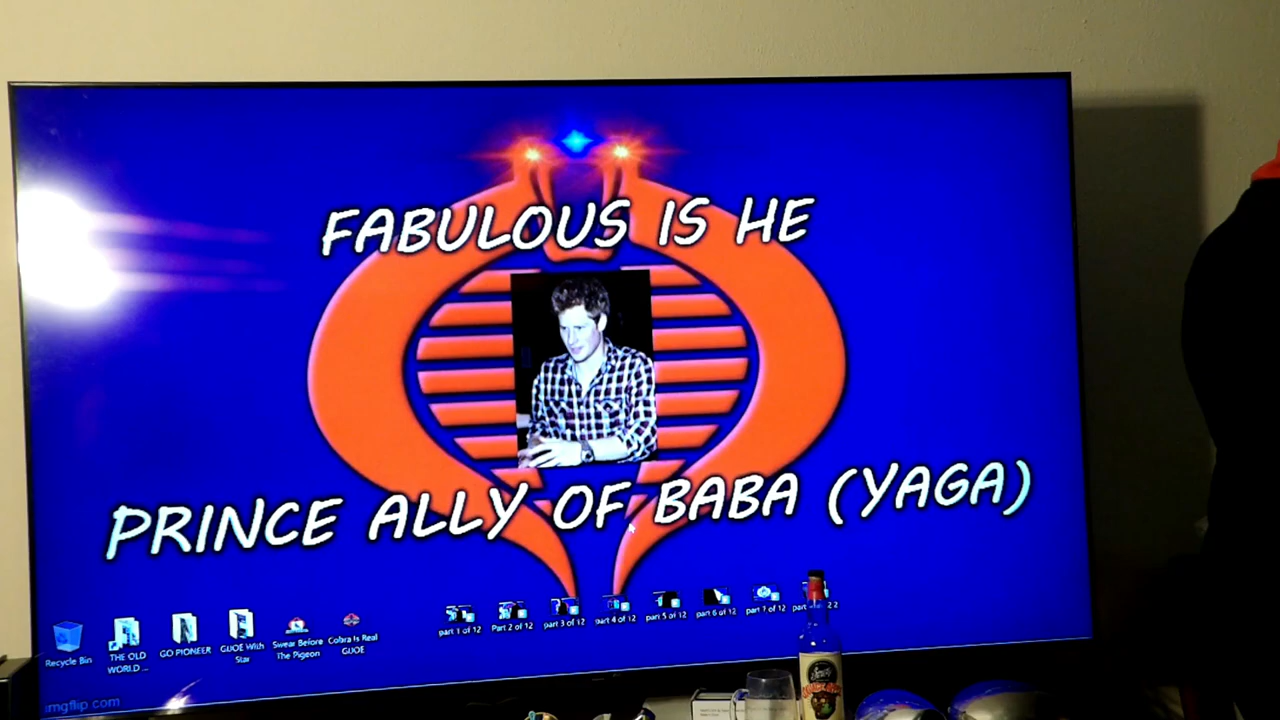 FABULOUS IS HE
PRINCE ALLY OF BABA (YAGA)
part 1 of 12
Part 2 of 12
part 3 of 12
part 4 of 12
part 5 of 12
part 6 of 12
part 7 of 12
Recycle Bin
THE OLD WORLD ...
GO PIONEER
GIJOE With Star
Swear Before The Pigeon
Cobra Is Real GIJOE
imgflip.com